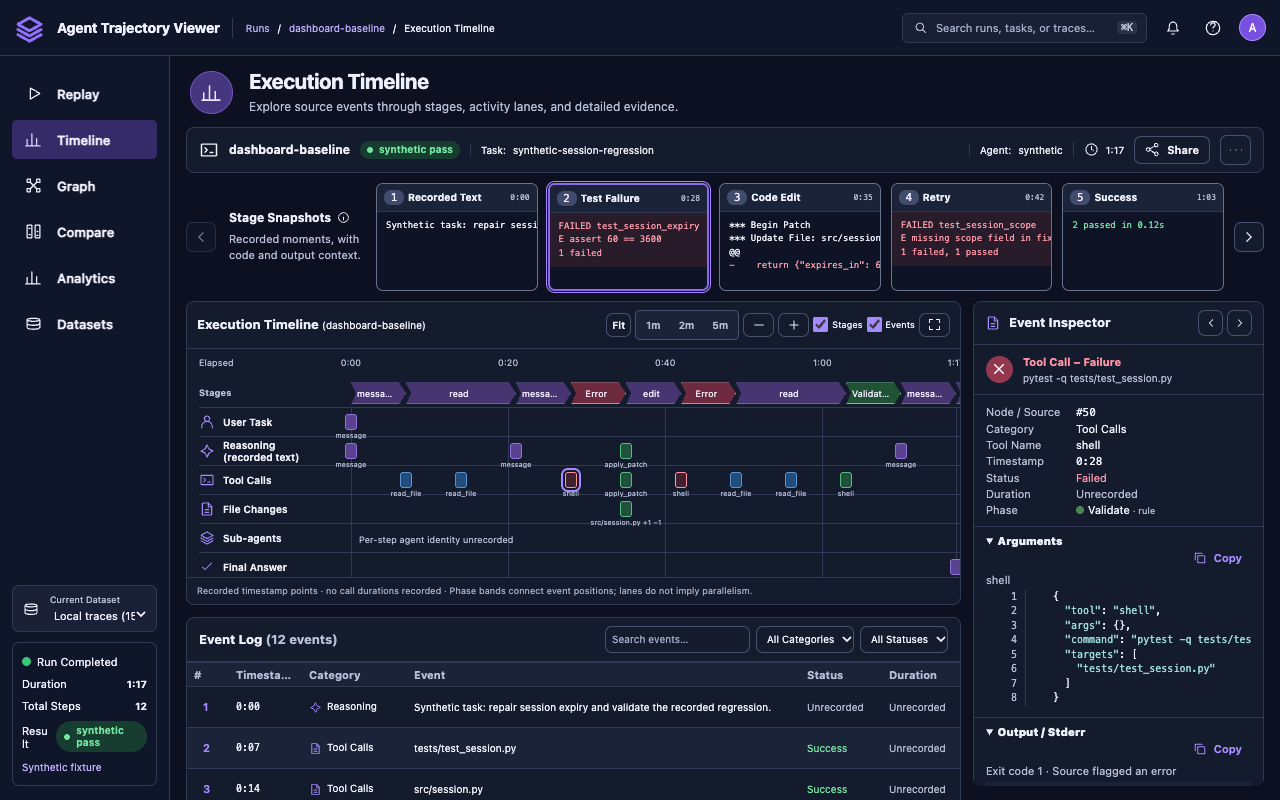 Agent Trajectory Viewer
Runs / dashboard-baseline / Execution Timeline
Search runs, tasks, or traces... ⌘K
A
Replay
Timeline
Graph
Compare
Analytics
Datasets
Current Dataset
Local traces (15
Run Completed
Duration 1:17
Total Steps 12
Resu
lt
synthetic
pass
Synthetic fixture
Execution Timeline
Explore source events through stages, activity lanes, and detailed evidence.
dashboard-baseline synthetic pass Task: synthetic-session-regression Agent: synthetic 1:17 Share ...
Stage Snapshots
Recorded moments, with
code and output context.
1 Recorded Text 0:00
Synthetic task: repair sessi
2 Test Failure 0:28
FAILED test_session_expiry
E assert 60 == 3600
1 failed
3 Code Edit 0:35
*** Begin Patch
*** Update File: src/session
@@
- return {"expires_in": 6
4 Retry 0:42
FAILED test_session_scope
E missing scope field in fix
1 failed, 1 passed
5 Success 1:03
2 passed in 0.12s
Execution Timeline (dashboard-baseline) Fit 1m 2m 5m − + Stages Events
Elapsed 0:00 0:20 0:40 1:00 1:1
Stages messa... read messa... Error edit Error read Validat... messa...
User Task
message
Reasoning
(recorded text)
message message apply_patch message
Tool Calls
read_file read_file shell apply_patch shell read_file read_file shell
File Changes
src/session.py +1 −1
Sub-agents Per-step agent identity unrecorded
Final Answer
Recorded timestamp points · no call durations recorded · Phase bands connect event positions; lanes do not imply parallelism.
Event Log (12 events) Search events... All Categories All Statuses
# Timesta... Category Event Status Duration
1 0:00 Reasoning Synthetic task: repair session expiry and validate the recorded regression. Unrecorded Unrecorded
2 0:07 Tool Calls tests/test_session.py Success Unrecorded
3 0:14 Tool Calls src/session.py Success Unrecorded
Event Inspector
Tool Call – Failure
pytest -q tests/test_session.py
Node / Source #50
Category Tool Calls
Tool Name shell
Timestamp 0:28
Status Failed
Duration Unrecorded
Phase Validate · rule
▼ Arguments
Copy
shell
1 {
2 "tool": "shell",
3 "args": {},
4 "command": "pytest -q tests/tes
5 "targets": [
6 "tests/test_session.py"
7 ]
8 }
▼ Output / Stderr
Copy
Exit code 1 · Source flagged an error